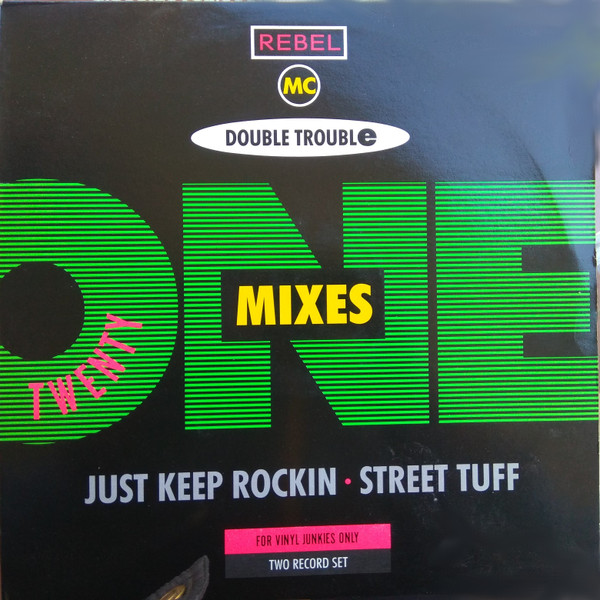 REBEL
MC
DOUBLE TROUBLe
ONE
TWENTY
MIXES
JUST KEEP ROCKIN • STREET TUFF
FOR VINYL JUNKIES ONLY
TWO RECORD SET